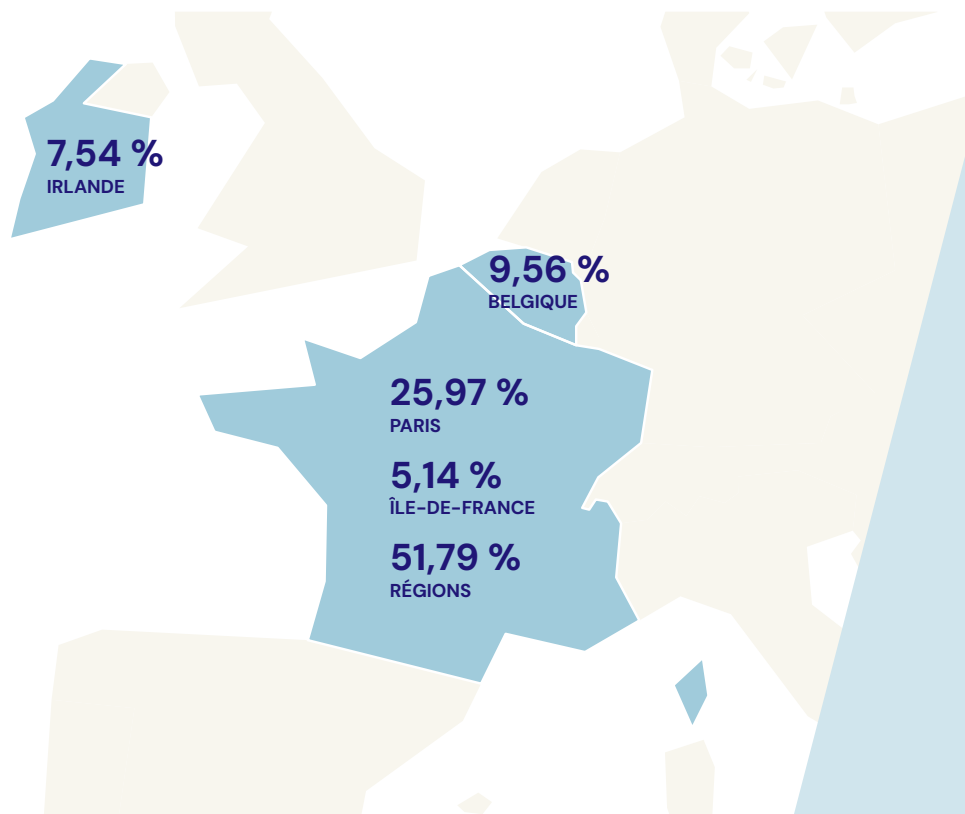 7,54 %
IRLANDE
9,56 %
BELGIQUE
25,97 %
PARIS
5,14 %
ÎLE-DE-FRANCE
51,79 %
RÉGIONS